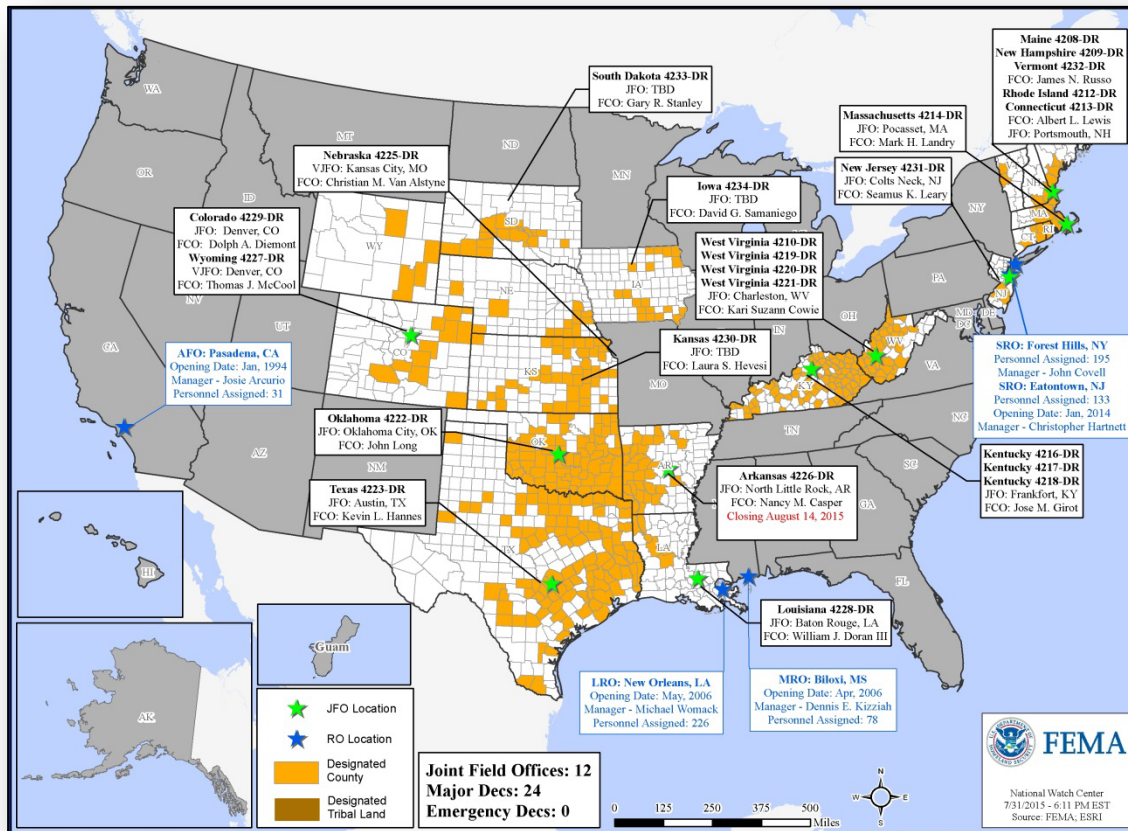 Maine 4208-DR
New Hampshire 4209-DR
Vermont 4232-DR
FCO: James N. Russo
Rhode Island 4212-DR
Connecticut 4213-DR
FCO: Albert L. Lewis
JFO: Portsmouth, NH
South Dakota 4233-DR
JFO: TBD
FCO: Gary R. Stanley
Massachusetts 4214-DR
JFO: Pocasset, MA
FCO: Mark H. Landry
Nebraska 4225-DR
VJFO: Kansas City, MO
FCO: Christian M. Van Alstyne
New Jersey 4231-DR
JFO: Colts Neck, NJ
FCO: Seamus K. Leary
Iowa 4234-DR
JFO: TBD
FCO: David G. Samaniego
Colorado 4229-DR
JFO: Denver, CO
FCO: Dolph A. Diemont
Wyoming 4227-DR
VJFO: Denver, CO
FCO: Thomas J. McCool
West Virginia 4210-DR
West Virginia 4219-DR
West Virginia 4220-DR
West Virginia 4221-DR
JFO: Charleston, WV
FCO: Kari Suzann Cowie
Kansas 4230-DR
JFO: TBD
FCO: Laura S. Hevesi
AFO: Pasadena, CA
Opening Date: Jan, 1994
Manager - Josie Arcurio
Personnel Assigned: 31
SRO: Forest Hills, NY
Personnel Assigned: 195
Manager - John Covell
SRO: Eatontown, NJ
Personnel Assigned: 133
Opening Date: Jan, 2014
Manager - Christopher Hartnett
Oklahoma 4222-DR
JFO: Oklahoma City, OK
FCO: John Long
Texas 4223-DR
JFO: Austin, TX
FCO: Kevin L. Hannes
Arkansas 4226-DR
JFO: North Little Rock, AR
FCO: Nancy M. Casper
Closing August 14, 2015
Kentucky 4216-DR
Kentucky 4217-DR
Kentucky 4218-DR
JFO: Frankfort, KY
FCO: Jose M. Girot
Louisiana 4228-DR
JFO: Baton Rouge, LA
FCO: William J. Doran III
LRO: New Orleans, LA
Opening Date: May, 2006
Manager - Michael Womack
Personnel Assigned: 226
MRO: Biloxi, MS
Opening Date: Apr, 2006
Manager - Dennis E. Kizziah
Personnel Assigned: 78
WA
MT
ND
MN
OR
ID
SD
WY
NE
IA
NY
NH
MA
CT
RI
PA
NJ
MD
DE
DC
OH
IN
WV
VA
CA
NV
UT
CO
KS
MO
KY
NC
TN
AZ
NM
OK
AR
SC
GA
TX
LA
FL
HI
AK
Guam
JFO Location
RO Location
Designated
County
Designated
Tribal Land
Joint Field Offices: 12
Major Decs: 24
Emergency Decs: 0
0 125 250 375 500
Miles
N
W E
S
FEMA
National Watch Center
7/31/2015 - 6:11 PM EST
Source: FEMA; ESRI